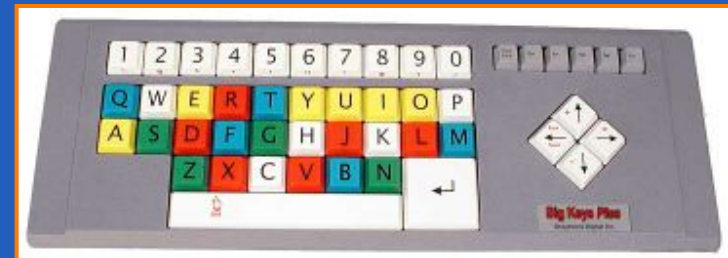 1 2 3 4 5 6 7 8 9 0
Q W E R T Y U I O P
A S D F G H J K L M
Z X C V B N
Big Keys Plus